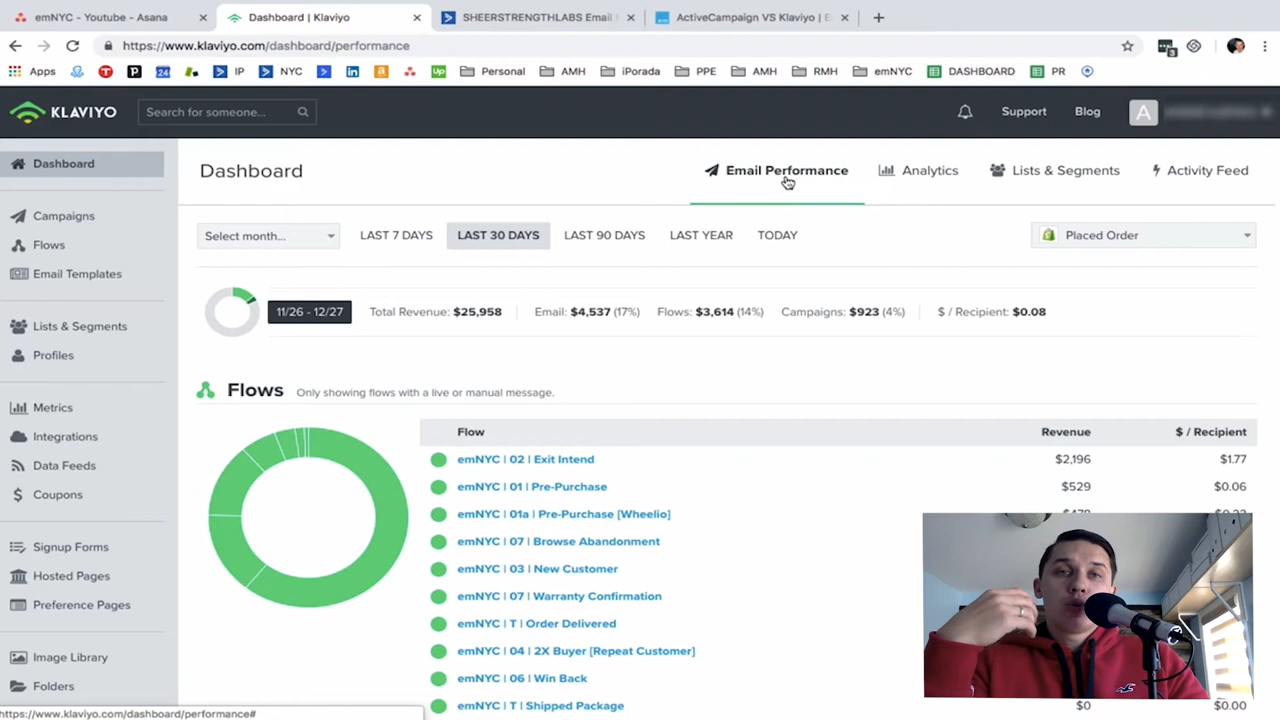 emNYC - Youtube - Asana
Dashboard | Klaviyo
SHEERSTRENGTHLABS Email
ActiveCampaign VS Klaviyo | E
https://www.klaviyo.com/dashboard/performance
3
Apps
24
IP
NYC
Up
Personal
AMH
iPorada
PPE
AMH
RMH
emNYC
DASHBOARD
PR
KLAVIYO
Search for someone...
Support
Blog
A
Dashboard
Campaigns
Flows
Email Templates
Lists & Segments
Profiles
Metrics
Integrations
Data Feeds
Coupons
Signup Forms
Hosted Pages
Preference Pages
Image Library
Folders
Dashboard
Email Performance
Analytics
Lists & Segments
Activity Feed
Select month...
LAST 7 DAYS
LAST 30 DAYS
LAST 90 DAYS
LAST YEAR
TODAY
Placed Order
11/26 - 12/27
Total Revenue: $25,958
Email: $4,537 (17%)
Flows: $3,614 (14%)
Campaigns: $923 (4%)
$ / Recipient: $0.08
Flows Only showing flows with a live or manual message.
Flow Revenue $ / Recipient
emNYC | 02 | Exit Intend $2,196 $1.77
emNYC | 01 | Pre-Purchase $529 $0.06
emNYC | 01a | Pre-Purchase [Wheelio]
emNYC | 07 | Browse Abandonment
emNYC | 03 | New Customer
emNYC | 07 | Warranty Confirmation
emNYC | T | Order Delivered
emNYC | 04 | 2X Buyer [Repeat Customer]
emNYC | 06 | Win Back
emNYC | T | Shipped Package $0 $0.00
https://www.klaviyo.com/dashboard/performance#